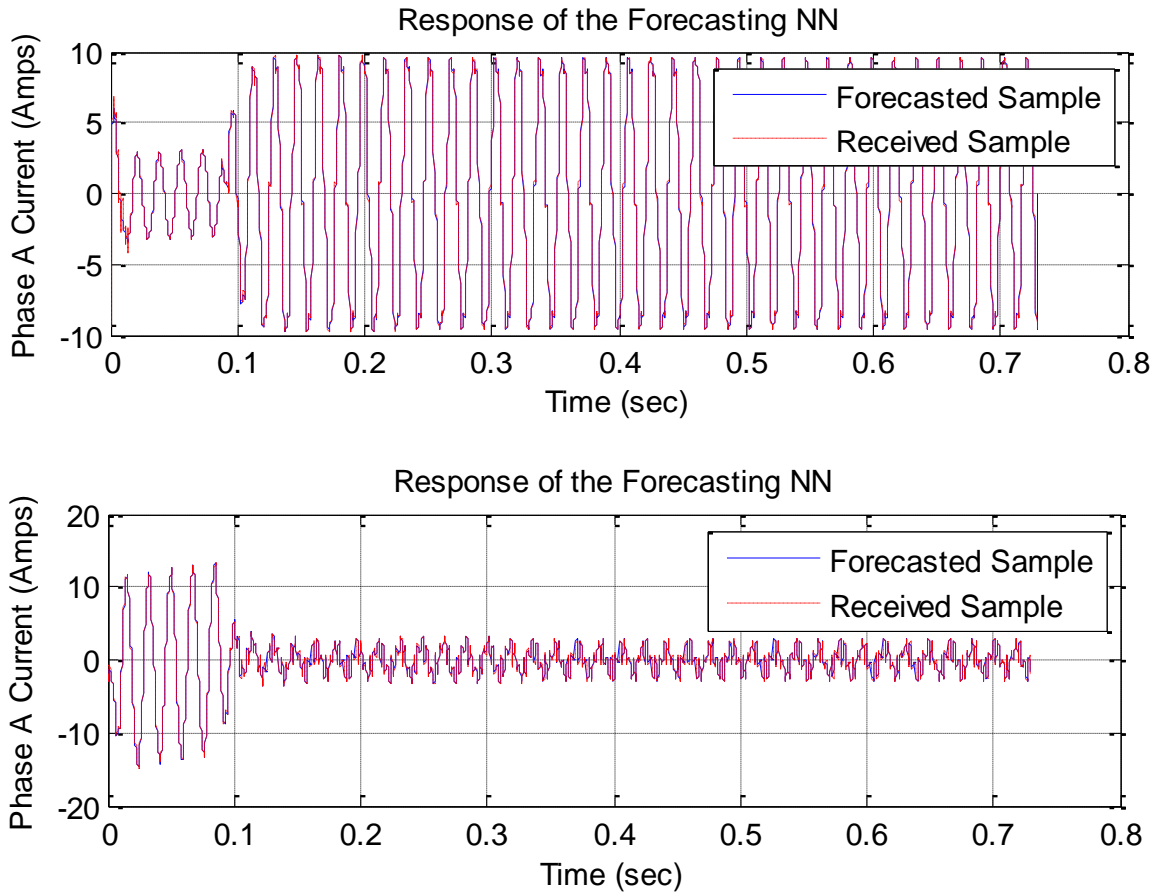 Response of the Forecasting NN
Phase A Current (Amps)
10
5
0
-5
-10
Forecasted Sample
Received Sample
0 0.1 0.2 0.3 0.4 0.5 0.6 0.7 0.8
Time (sec)
Response of the Forecasting NN
Phase A Current (Amps)
20
10
0
-10
-20
Forecasted Sample
Received Sample
0 0.1 0.2 0.3 0.4 0.5 0.6 0.7 0.8
Time (sec)